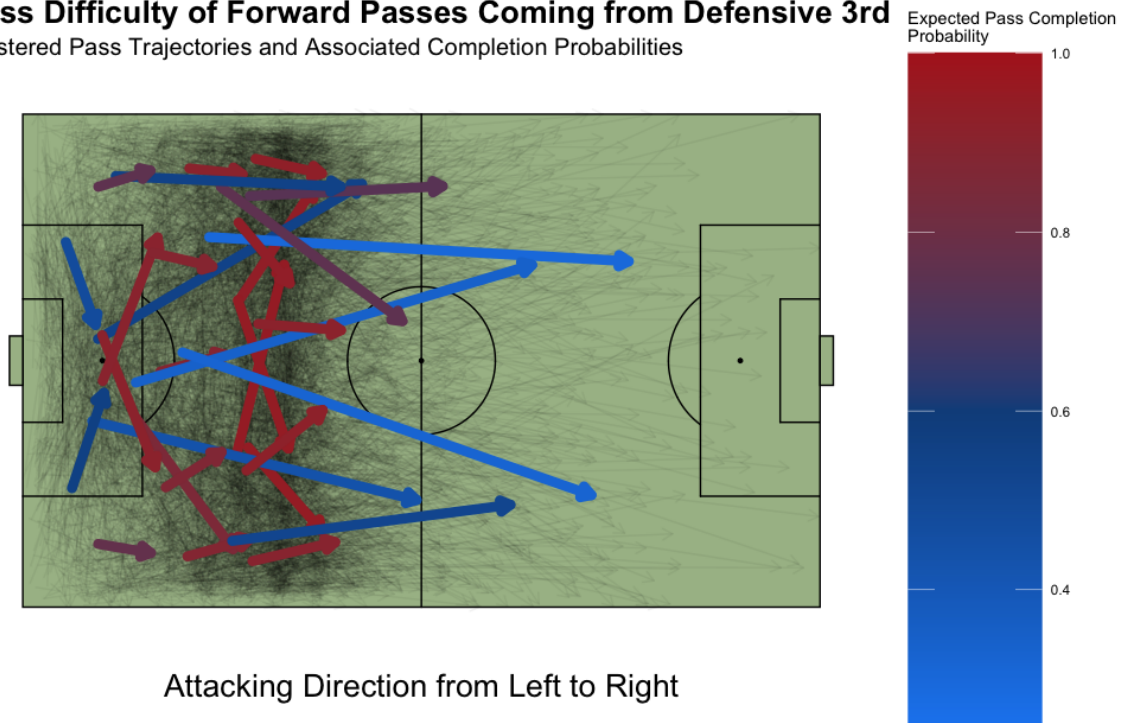 ss Difficulty of Forward Passes Coming from Defensive 3rd
stered Pass Trajectories and Associated Completion Probabilities
Expected Pass Completion
Probability
1.0
0.8
0.6
0.4
Attacking Direction from Left to Right